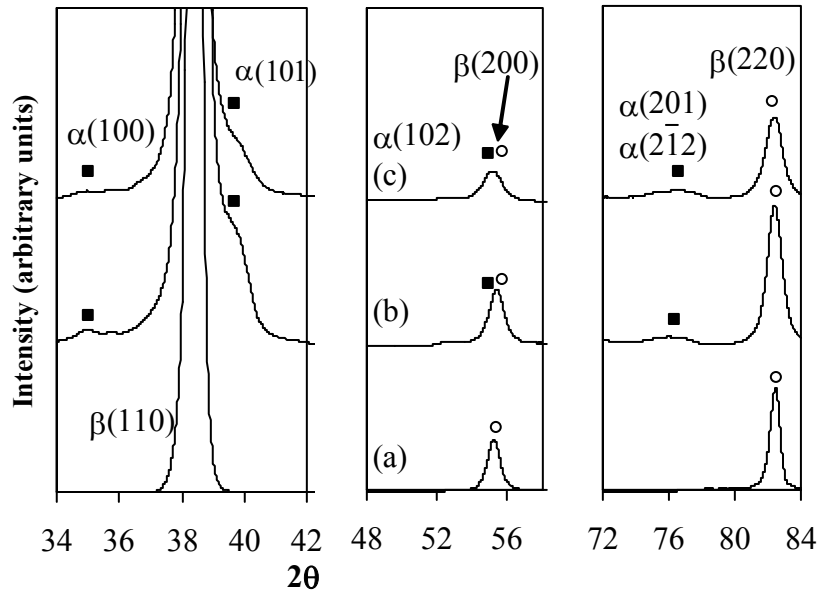 Intensity (arbitrary units)
α(100)
α(101)
β(110)
α(102)
β(200)
(c)
(b)
(a)
α(201)
α(21̅2)
β(220)
34 36 38 40 42
48 52 56
72 76 80 84
2θ